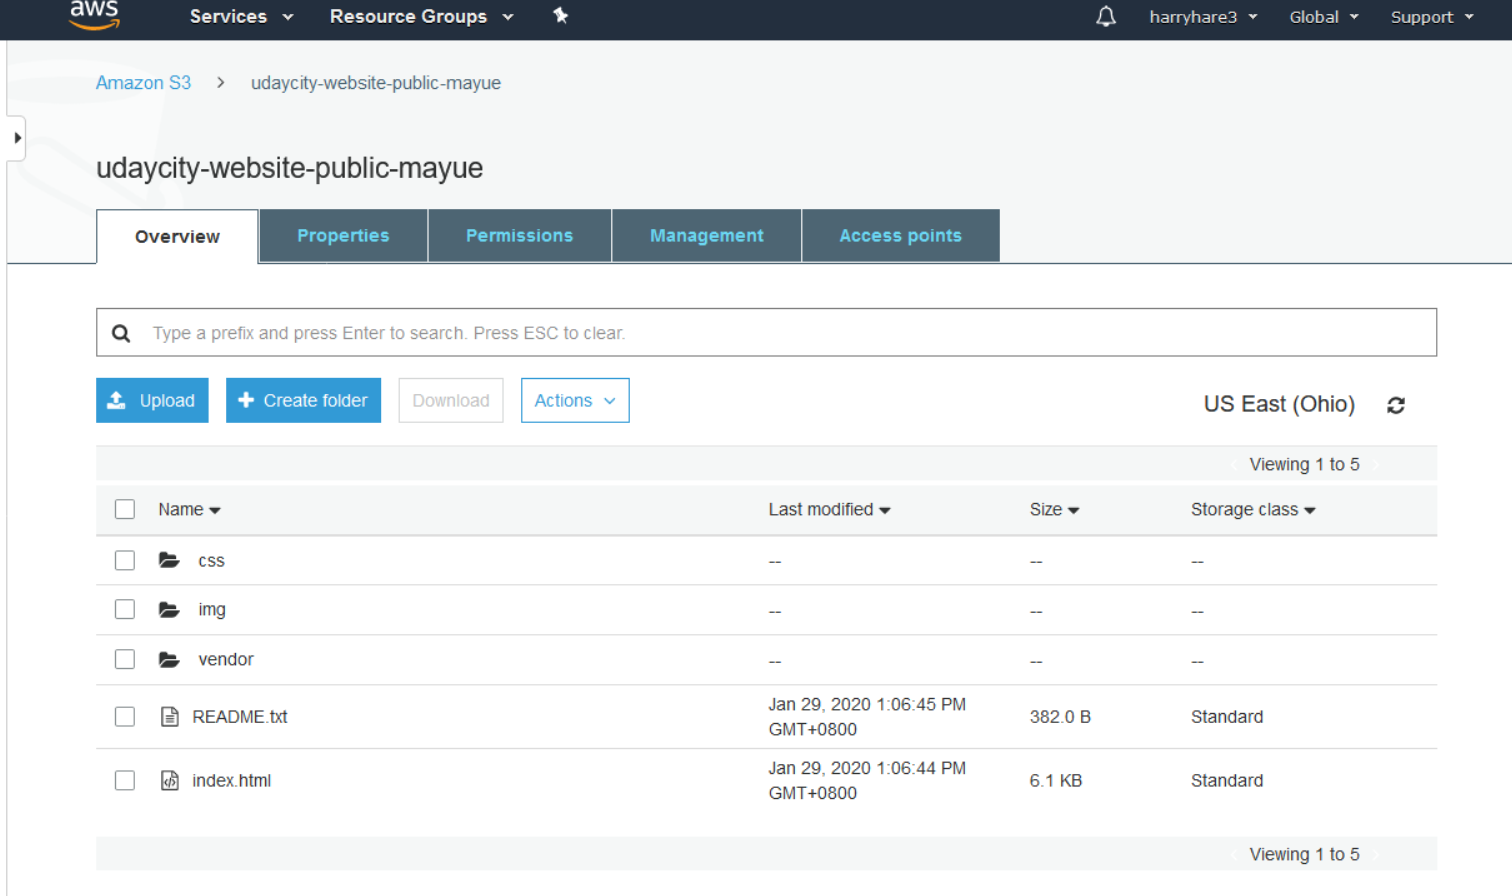 aws Services Resource Groups harryhare3 Global Support
Amazon S3 > udaycity-website-public-mayue
udaycity-website-public-mayue
Overview Properties Permissions Management Access points
Type a prefix and press Enter to search. Press ESC to clear.
Upload + Create folder Download Actions US East (Ohio)
Viewing 1 to 5
Name Last modified Size Storage class
css -- -- --
img -- -- --
vendor -- -- --
README.txt Jan 29, 2020 1:06:45 PM GMT+0800 382.0 B Standard
index.html Jan 29, 2020 1:06:44 PM GMT+0800 6.1 KB Standard
Viewing 1 to 5